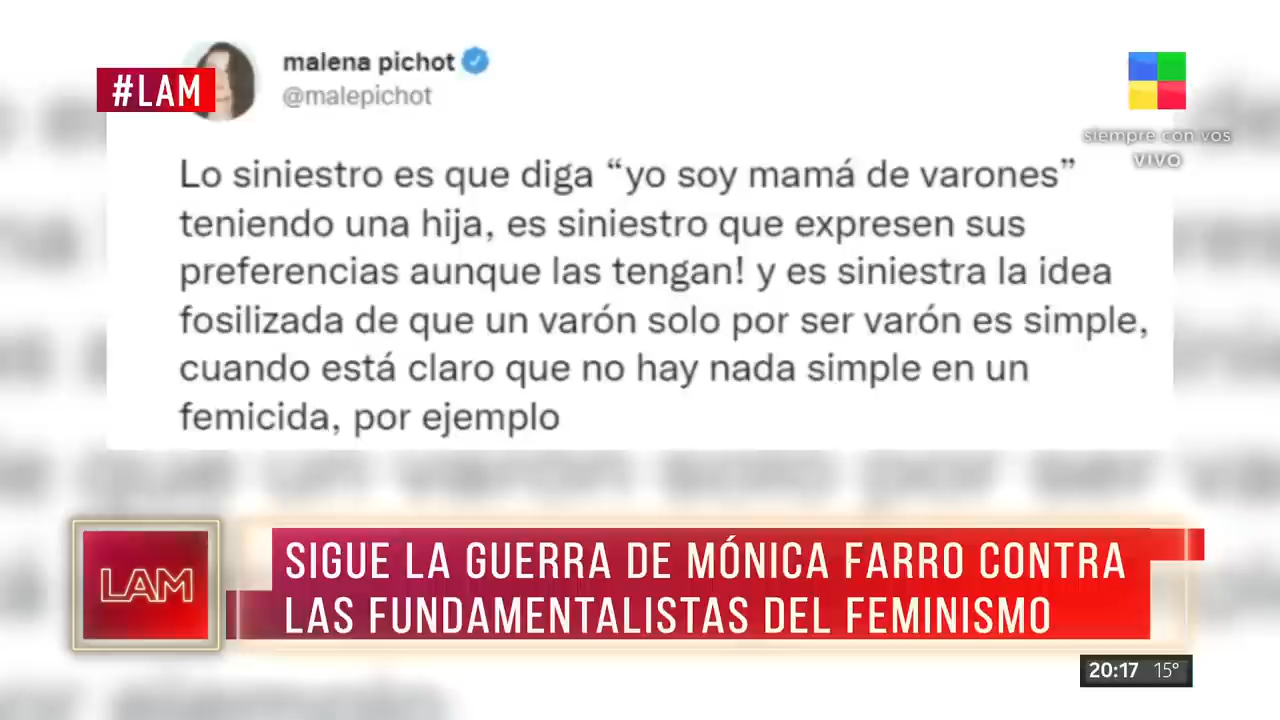 malena pichot
#LAM
@malepichot
siempre con vos
VIVO
Lo siniestro es que diga “yo soy mamá de varones”
teniendo una hija, es siniestro que expresen sus
preferencias aunque las tengan! y es siniestra la idea
fosilizada de que un varón solo por ser varón es simple,
cuando está claro que no hay nada simple en un
femicida, por ejemplo
LAM
SIGUE LA GUERRA DE MÓNICA FARRO CONTRA
LAS FUNDAMENTALISTAS DEL FEMINISMO
20:17 15°